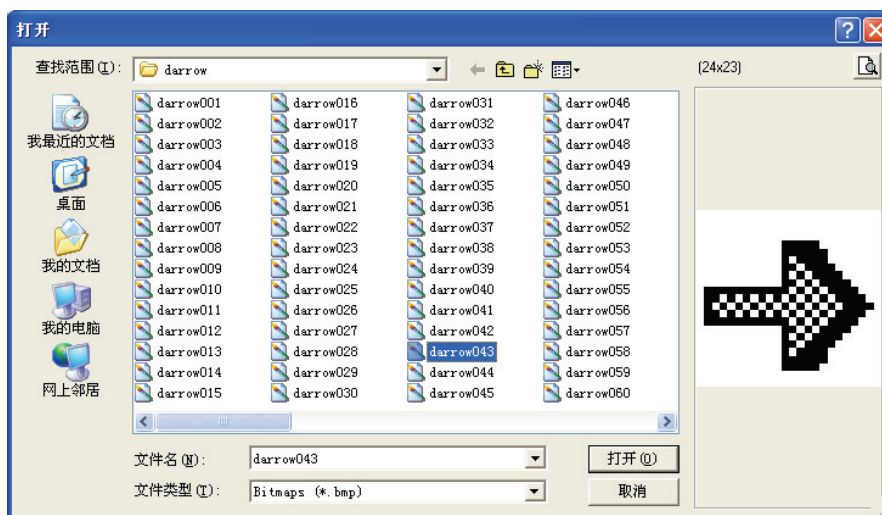 打开
查找范围(I):
darrow
(24x23)
我最近的文档
桌面
我的文档
我的电脑
网上邻居
darrow001 darrow016 darrow031 darrow046
darrow002 darrow017 darrow032 darrow047
darrow003 darrow018 darrow033 darrow048
darrow004 darrow019 darrow034 darrow049
darrow005 darrow020 darrow035 darrow050
darrow006 darrow021 darrow036 darrow051
darrow007 darrow022 darrow037 darrow052
darrow008 darrow023 darrow038 darrow053
darrow009 darrow024 darrow039 darrow054
darrow010 darrow025 darrow040 darrow055
darrow011 darrow026 darrow041 darrow056
darrow012 darrow027 darrow042 darrow057
darrow013 darrow028 darrow043 darrow058
darrow014 darrow029 darrow044 darrow059
darrow015 darrow030 darrow045 darrow060
文件名(N): darrow043 打开(O)
文件类型(T): Bitmaps (*.bmp) 取消